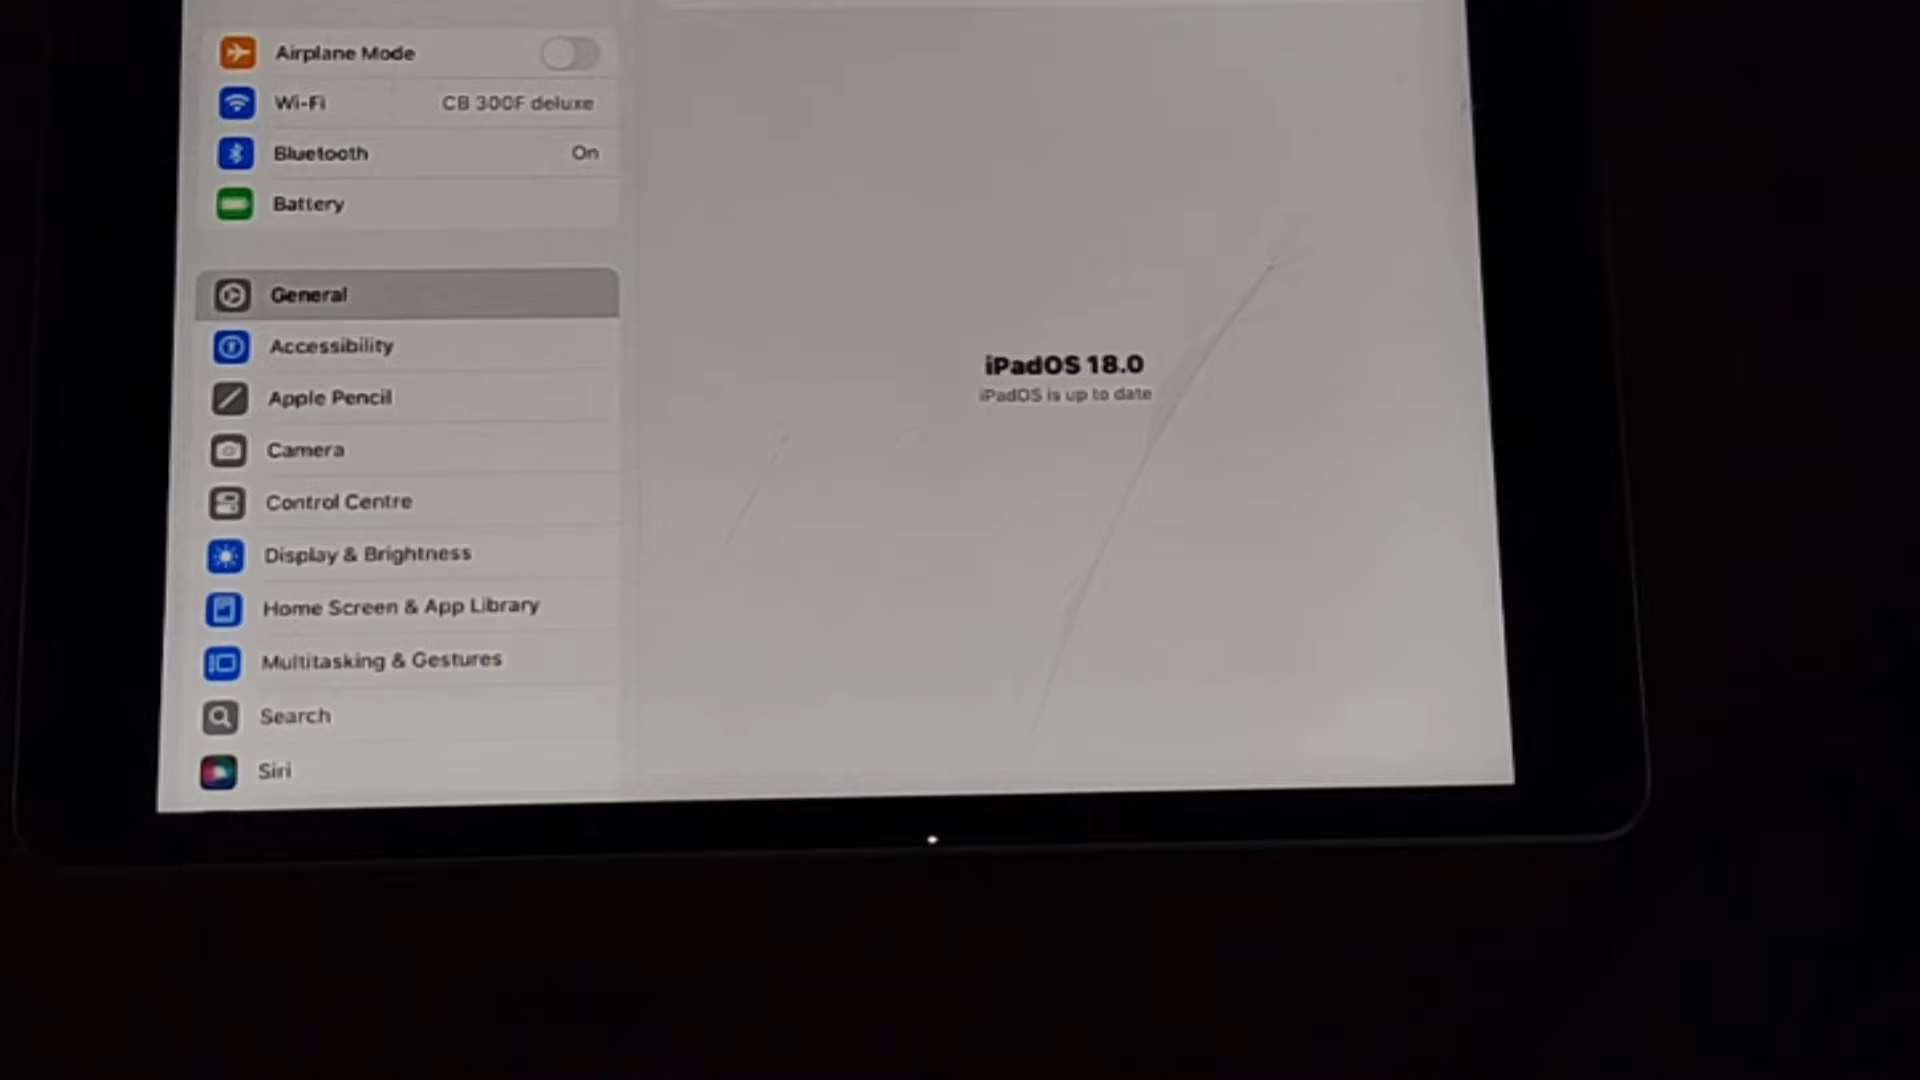 Airplane Mode
Wi-Fi CB 300F deluxe
Bluetooth On
Battery
General
Accessibility
Apple Pencil
Camera
Control Centre
Display & Brightness
Home Screen & App Library
Multitasking & Gestures
Search
Siri
iPadOS 18.0
iPadOS is up to date